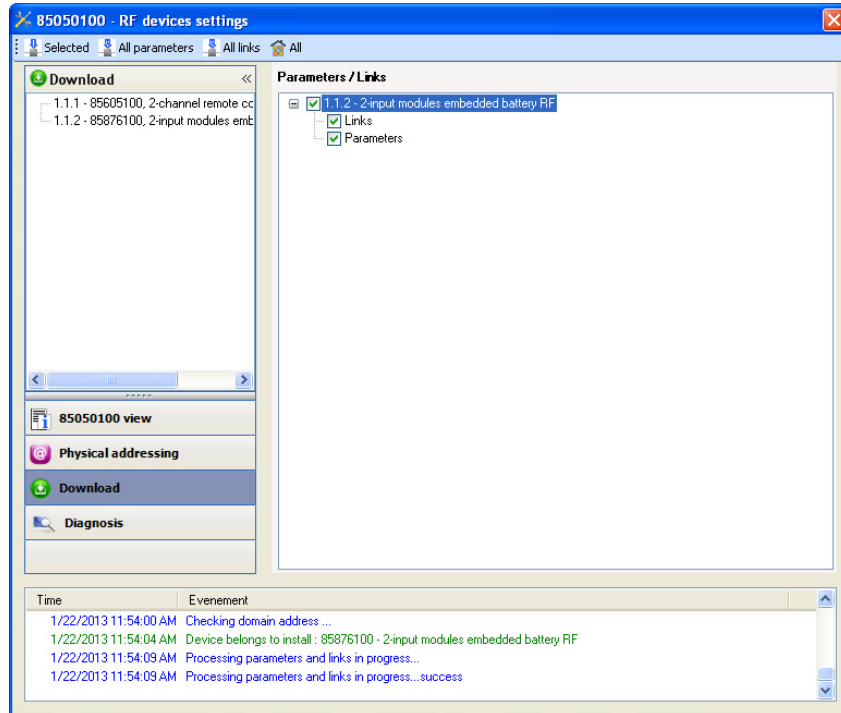 85050100 - RF devices settings
Selected All parameters All links All
Download
1.1.1 - 85605100, 2-channel remote cc
1.1.2 - 85876100, 2-input modules emb
85050100 view
Physical addressing
Download
Diagnosis
Parameters / Links
1.1.2 - 2-input modules embedded battery RF
Links
Parameters
Time Evenement
1/22/2013 11:54:00 AM Checking domain address ...
1/22/2013 11:54:04 AM Device belongs to install : 85876100 - 2-input modules embedded battery RF
1/22/2013 11:54:09 AM Processing parameters and links in progress...
1/22/2013 11:54:09 AM Processing parameters and links in progress...success